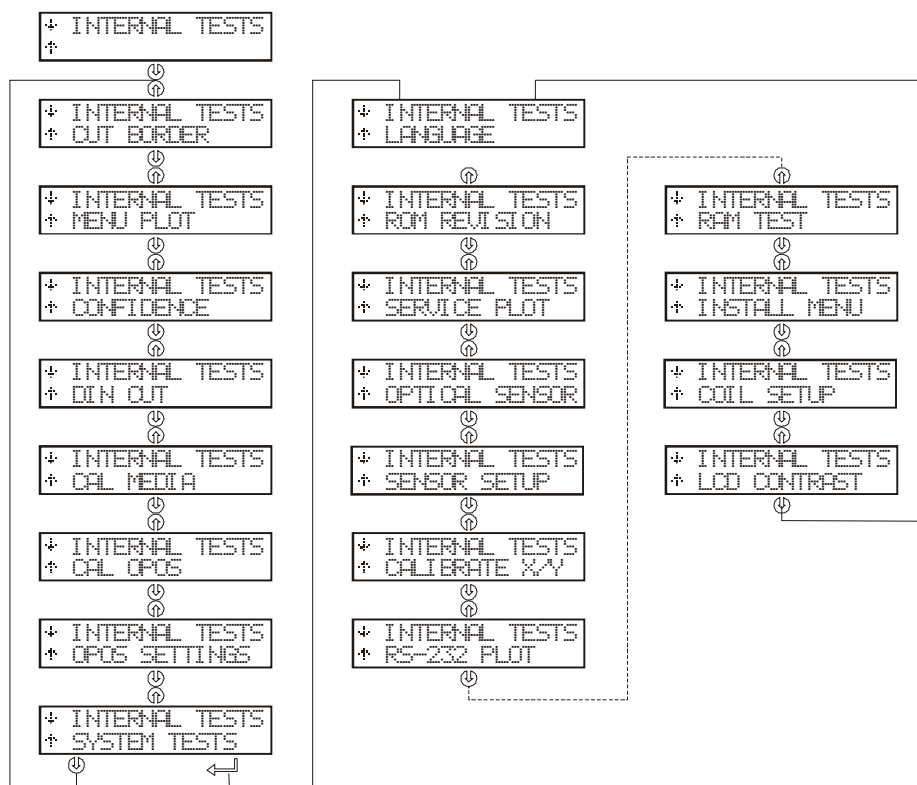 INTERNAL TESTS
INTERNAL TESTS
CUT BORDER
INTERNAL TESTS
MENU PLOT
INTERNAL TESTS
CONFIDENCE
INTERNAL TESTS
DIN CUT
INTERNAL TESTS
CAL MEDIA
INTERNAL TESTS
CAL OPOS
INTERNAL TESTS
OPOS SETTINGS
INTERNAL TESTS
SYSTEM TESTS
INTERNAL TESTS
LANGUAGE
INTERNAL TESTS
ROM REVISION
INTERNAL TESTS
SERVICE PLOT
INTERNAL TESTS
OPTICAL SENSOR
INTERNAL TESTS
SENSOR SETUP
INTERNAL TESTS
CALIBRATE X/Y
INTERNAL TESTS
RS-232 PLOT
INTERNAL TESTS
RAM TEST
INTERNAL TESTS
INSTALL MENU
INTERNAL TESTS
COIL SETUP
INTERNAL TESTS
LCD CONTRAST